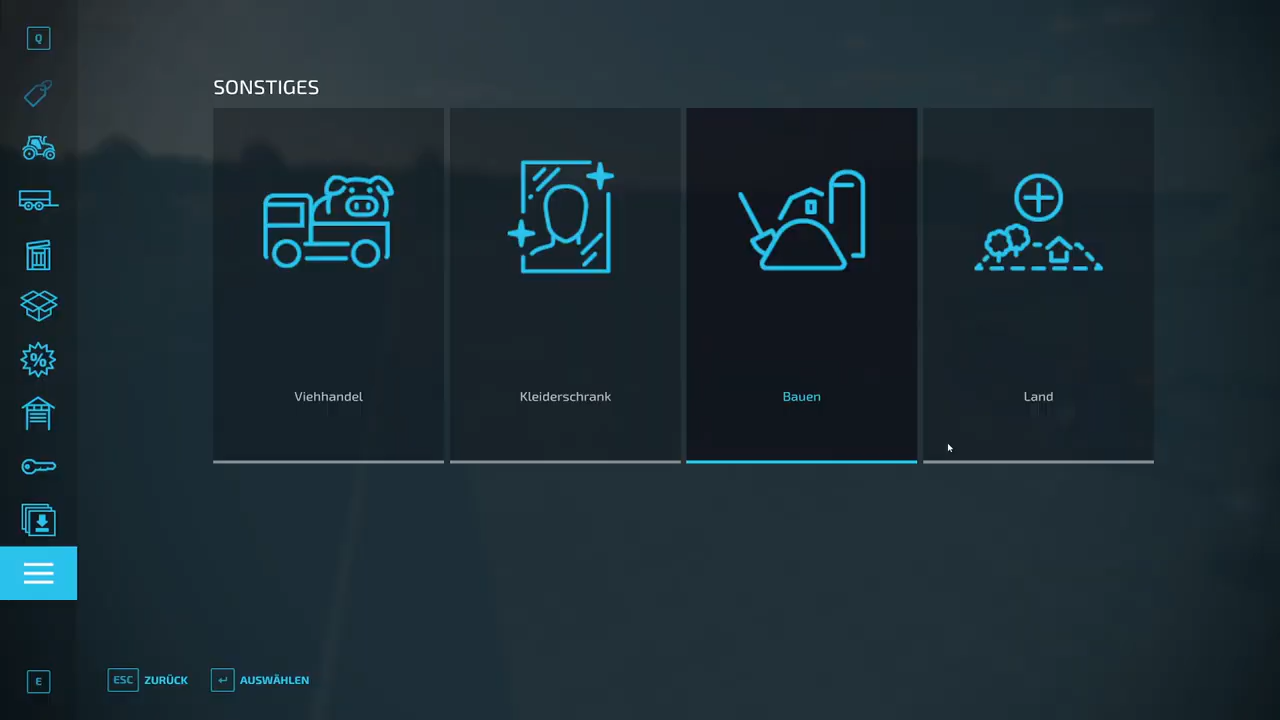 Q
SONSTIGES
%
Viehhandel
Kleiderschrank
Bauen
Land
E
ESC ZURÜCK
↵ AUSWÄHLEN